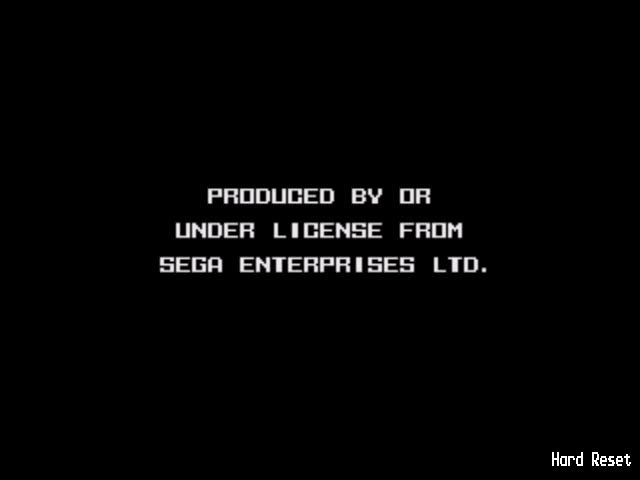 PRODUCED BY OR
UNDER LICENSE FROM
SEGA ENTERPRISES LTD.
Hard Reset